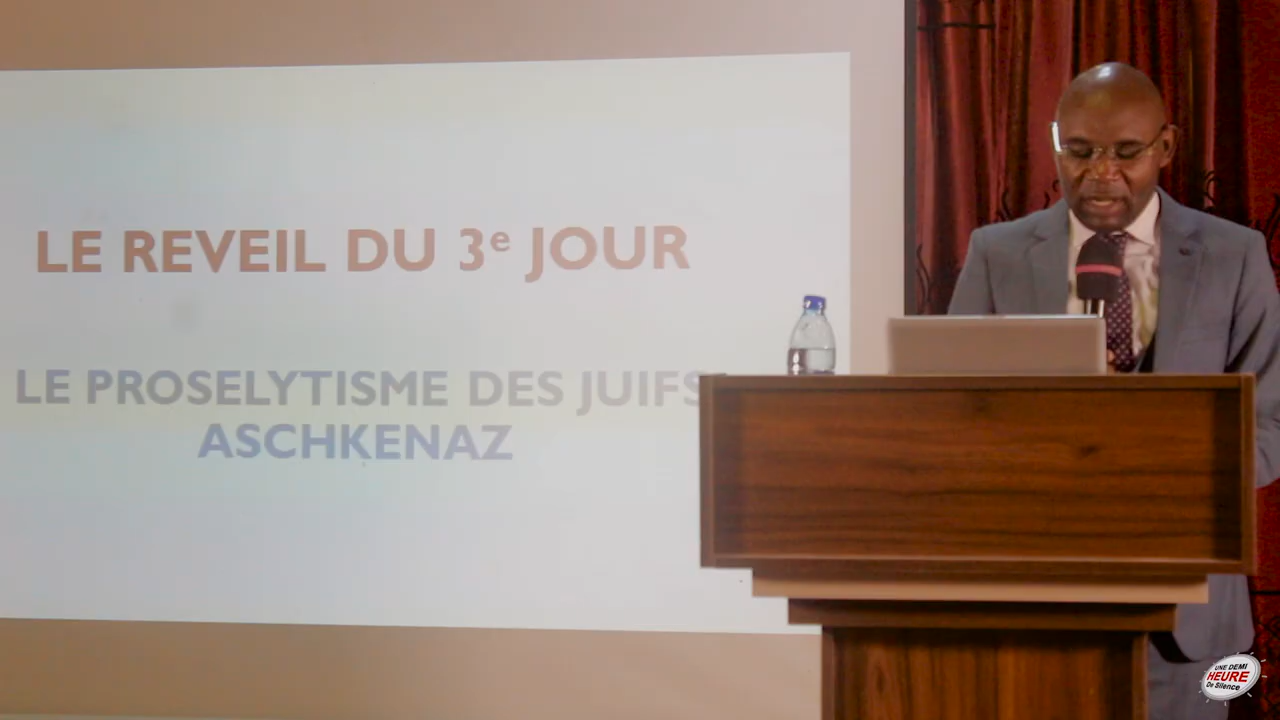 LE REVEIL DU 3e JOUR
LE PROSELYTISME DES JUIFS
ASCHKENAZ
UNE DEMI
HEURE
De Silence